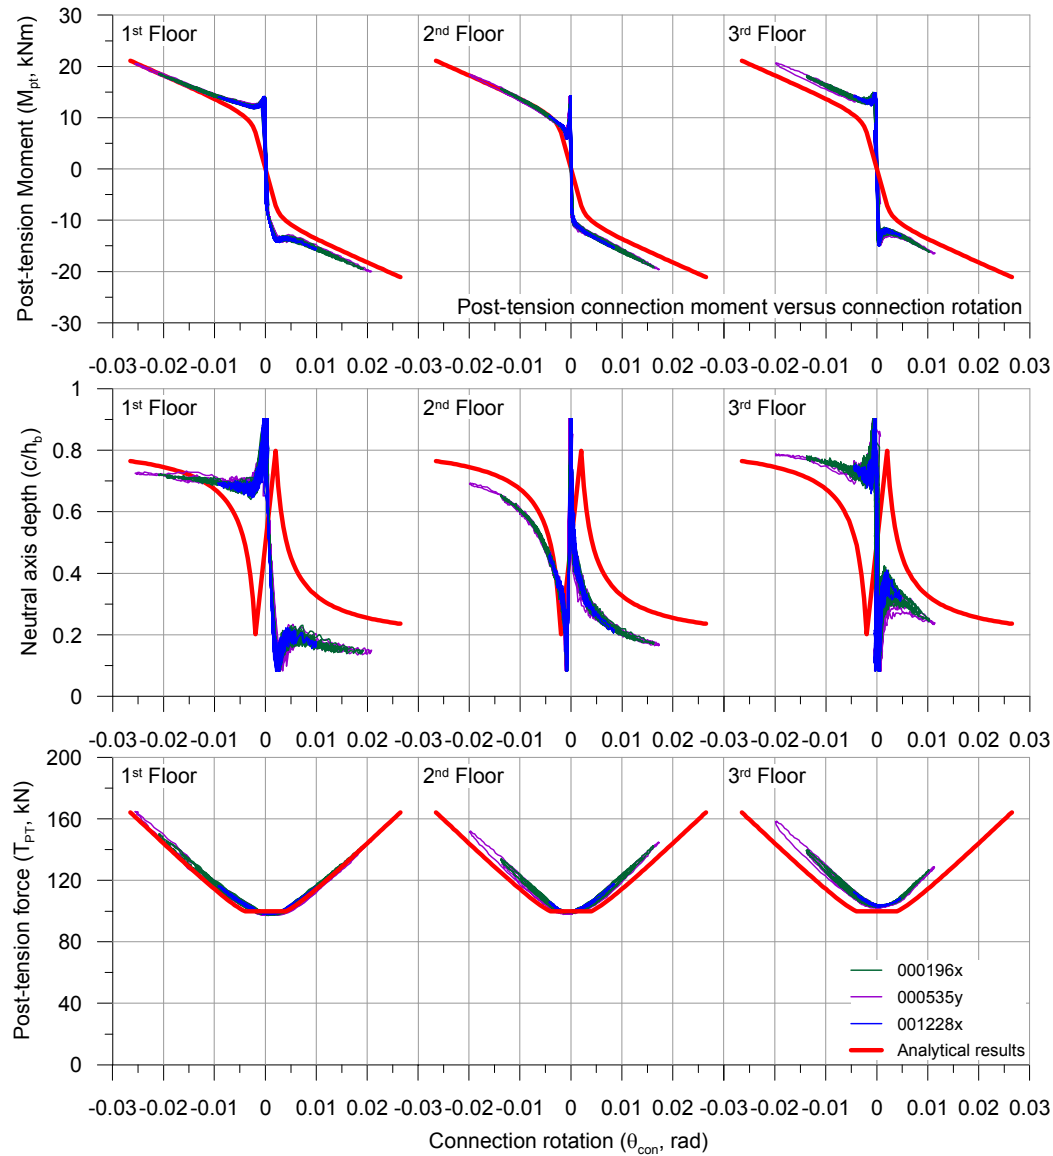 30
20
10
0
-10
-20
-30
Post-tension Moment (Mpt, kNm)
1st Floor
2nd Floor
3rd Floor
Post-tension connection moment versus connection rotation
-0.03 -0.02 -0.01 0 0.01 0.02 -0.03 -0.02 -0.01 0 0.01 0.02 -0.03 -0.02 -0.01 0 0.01 0.02 0.03
1
0.8
0.6
0.4
0.2
0
Neutral axis depth (c/hb)
1st Floor
2nd Floor
3rd Floor
-0.03 -0.02 -0.01 0 0.01 0.02 -0.03 -0.02 -0.01 0 0.01 0.02 -0.03 -0.02 -0.01 0 0.01 0.02 0.03
200
160
120
80
40
0
Post-tension force (TPT, kN)
1st Floor
2nd Floor
3rd Floor
000196x
000535y
001228x
Analytical results
-0.03 -0.02 -0.01 0 0.01 0.02 -0.03 -0.02 -0.01 0 0.01 0.02 -0.03 -0.02 -0.01 0 0.01 0.02 0.03
Connection rotation (θcon, rad)